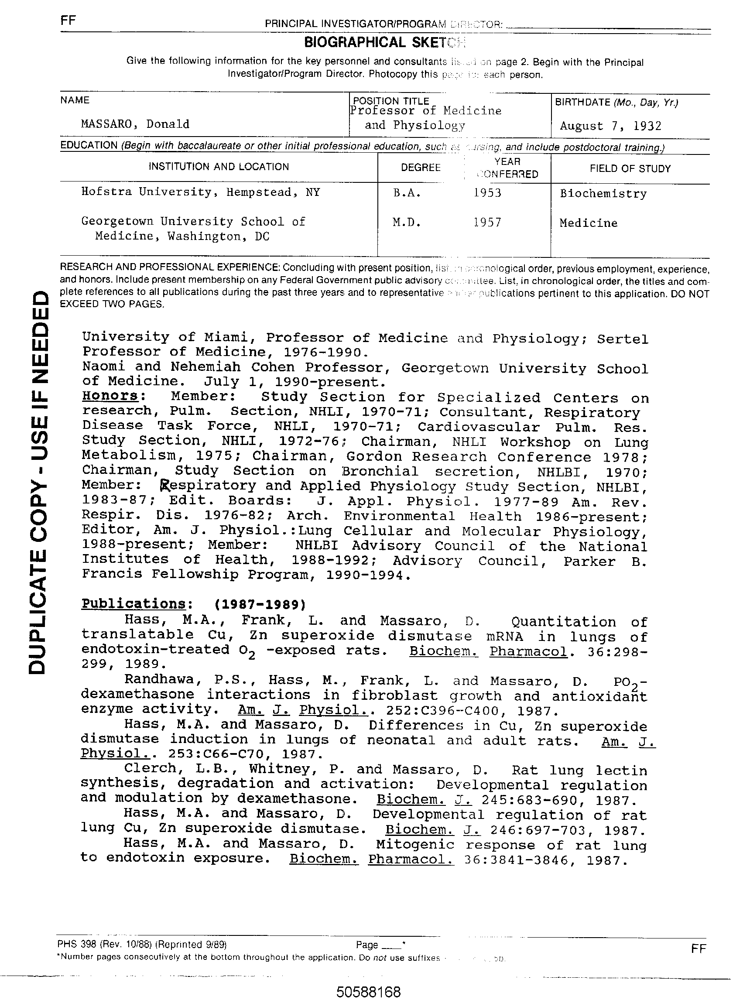 FF
PRINCIPAL INVESTIGATOR/PROGRAM DIRECTOR:
BIOGRAPHICAL SKETCH
Give the following information for the key personnel and consultants listed on page 2. Begin with the Principal
Investigator/Program Director. Photocopy this page for each person.
NAME
POSITION TITLE
BIRTHDATE (Mo., Day, Yr.)
MASSARO, Donald
Professor of Medicine
and Physiology
August 7, 1932
EDUCATION (Begin with baccalaureate or other initial professional education, such as nursing, and include postdoctoral training.)
INSTITUTION AND LOCATION
DEGREE
YEAR
CONFERRED
FIELD OF STUDY
Hofstra University, Hempstead, NY
B.A.
1953
Biochemistry
Georgetown University School of
Medicine, Washington, DC
M.D.
1957
Medicine
RESEARCH AND PROFESSIONAL EXPERIENCE: Concluding with present position, list, in chronological order, previous employment, experience,
and honors. Include present membership on any Federal Government public advisory committee. List, in chronological order, the titles and com-
plete references to all publications during the past three years and to representative earlier publications pertinent to this application. DO NOT
EXCEED TWO PAGES.
DUPLICATE COPY - USE IF NEEDED
University of Miami, Professor of Medicine and Physiology; Sertel
Professor of Medicine, 1976-1990.
Naomi and Nehemiah Cohen Professor, Georgetown University School
of Medicine. July 1, 1990-present.
Honors: Member: Study Section for Specialized Centers on
research, Pulm. Section, NHLI, 1970-71; Consultant, Respiratory
Disease Task Force, NHLI, 1970-71; Cardiovascular Pulm. Res.
Study Section, NHLI, 1972-76; Chairman, NHLI Workshop on Lung
Metabolism, 1975; Chairman, Gordon Research Conference 1978;
Chairman, Study Section on Bronchial secretion, NHLBI, 1970;
Member: Respiratory and Applied Physiology Study Section, NHLBI,
1983-87; Edit. Boards: J. Appl. Physiol. 1977-89 Am. Rev.
Respir. Dis. 1976-82; Arch. Environmental Health 1986-present;
Editor, Am. J. Physiol.:Lung Cellular and Molecular Physiology,
1988-present; Member: NHLBI Advisory Council of the National
Institutes of Health, 1988-1992; Advisory Council, Parker B.
Francis Fellowship Program, 1990-1994.
Publications: (1987-1989)
Hass, M.A., Frank, L. and Massaro, D. Quantitation of
translatable Cu, Zn superoxide dismutase mRNA in lungs of
endotoxin-treated O2 -exposed rats. Biochem. Pharmacol. 36:298-
299, 1989.
Randhawa, P.S., Hass, M., Frank, L. and Massaro, D. PO2-
dexamethasone interactions in fibroblast growth and antioxidant
enzyme activity. Am. J. Physiol.. 252:C396-C400, 1987.
Hass, M.A. and Massaro, D. Differences in Cu, Zn superoxide
dismutase induction in lungs of neonatal and adult rats. Am. J.
Physiol.. 253:C66-C70, 1987.
Clerch, L.B., Whitney, P. and Massaro, D. Rat lung lectin
synthesis, degradation and activation: Developmental regulation
and modulation by dexamethasone. Biochem. J. 245:683-690, 1987.
Hass, M.A. and Massaro, D. Developmental regulation of rat
lung Cu, Zn superoxide dismutase. Biochem. J. 246:697-703, 1987.
Hass, M.A. and Massaro, D. Mitogenic response of rat lung
to endotoxin exposure. Biochem. Pharmacol. 36:3841-3846, 1987.
PHS 398 (Rev. 10/88) (Reprinted 9/89)
Page ___*
FF
*Number pages consecutively at the bottom throughout the application. Do not use suffixes
50588168